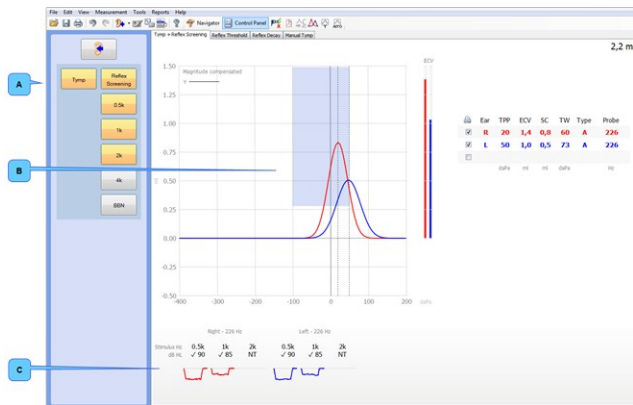 File Edit View Measurement Tools Reports Help
Navigator Control Panel
Tymp + Reflex Screening Reflex Threshold Reflex Decay Manual Tymp
2,2 m
A
Tymp Reflex Screening
0.5k
1k
2k
4k
BBN
B
C
Magnitude compensated
Y
1.50
1.25
1.00
0.75
0.50
0.25
0.00
-0.25
-0.50
-400 -300 -200 -100 0 100 200 daPa
ECV
Ear TPP ECV SC TW Type Probe
R 20 1,4 0,8 60 A 226
L 50 1,0 0,5 73 A 226
daPa ml ml daPa Hz
Right - 226 Hz Left - 226 Hz
Stimulus Hz 0.5k 1k 2k 0.5k 1k 2k
dB HL ✓ 90 ✓ 85 NT ✓ 90 ✓ 85 NT